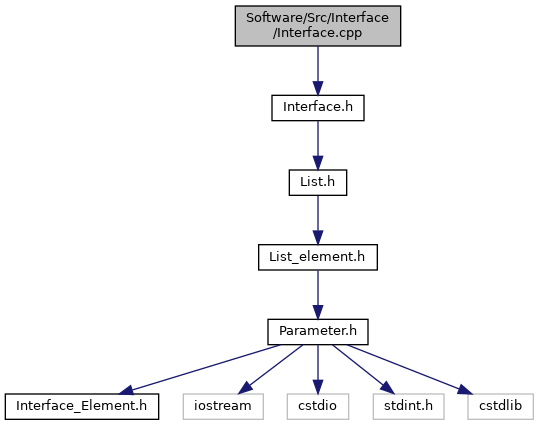 Software/Src/Interface
/Interface.cpp
Interface.h
List.h
List_element.h
Parameter.h
Interface_Element.h
iostream
cstdio
stdint.h
cstdlib